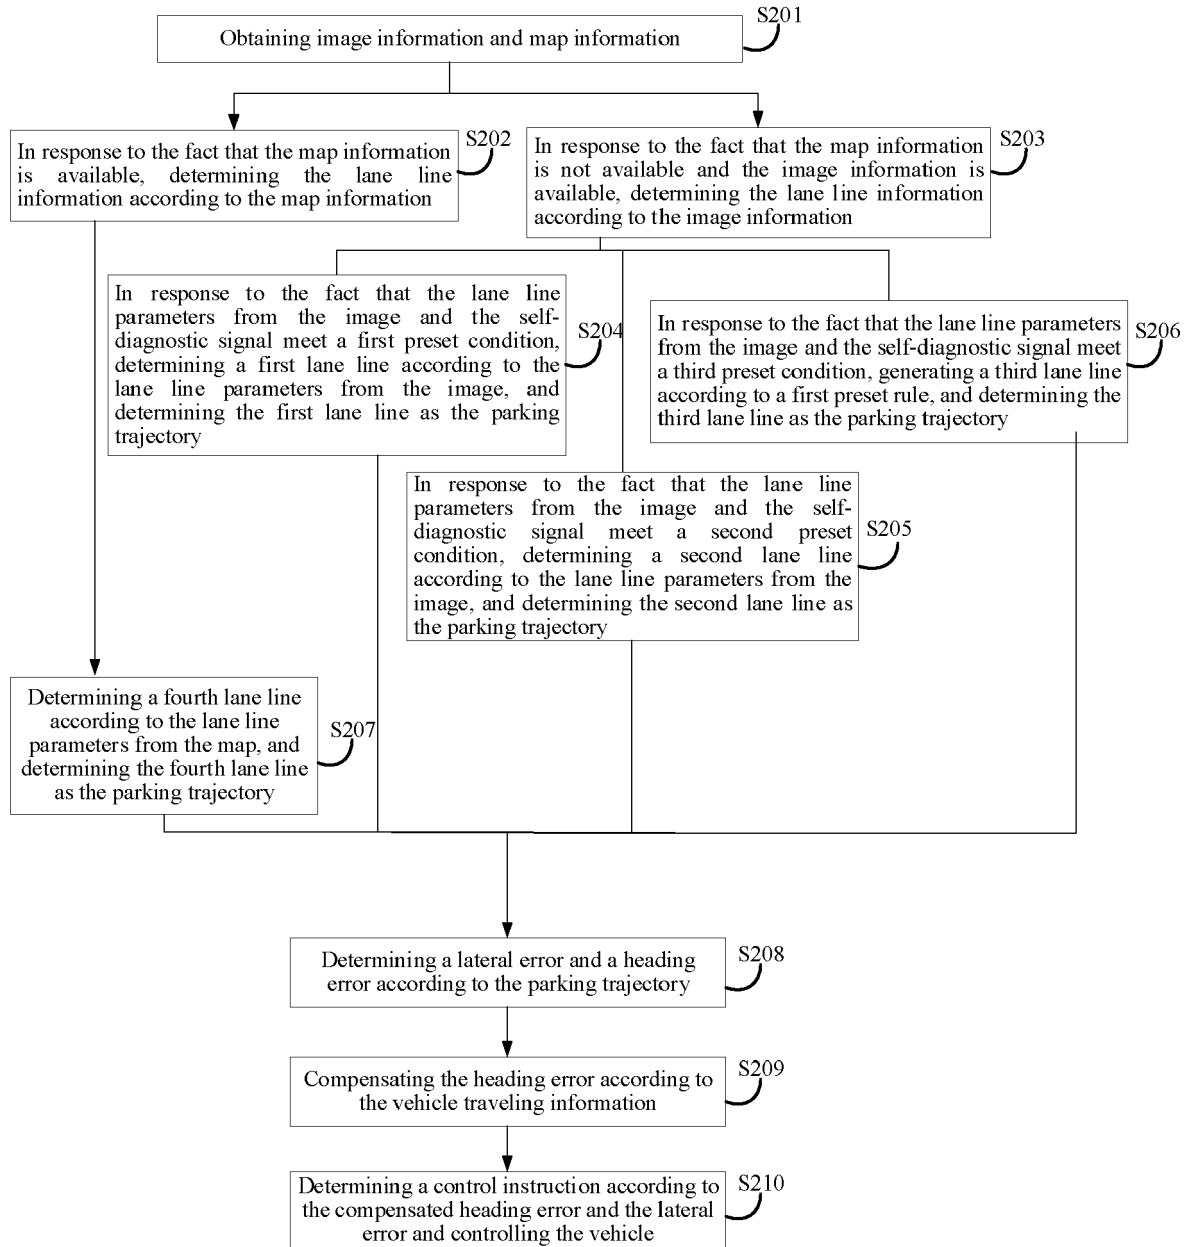 S201
Obtaining image information and map information
S202
In response to the fact that the map information
is available, determining the lane line
information according to the map information
S203
In response to the fact that the map information
is not available and the image information is
available, determining the lane line information
according to the image information
In response to the fact that the lane line
parameters from the image and the self-
diagnostic signal meet a first preset condition,
determining a first lane line according to the
lane line parameters from the image, and
determining the first lane line as the parking
trajectory
S204
In response to the fact that the lane line parameters
from the image and the self-diagnostic signal meet
a third preset condition, generating a third lane line
according to a first preset rule, and determining the
third lane line as the parking trajectory
S206
In response to the fact that the lane line
parameters from the image and the self-
diagnostic signal meet a second preset
condition, determining a second lane line
according to the lane line parameters from the
image, and determining the second lane line as
the parking trajectory
S205
Determining a fourth lane line
according to the lane line
parameters from the map, and
determining the fourth lane line
as the parking trajectory
S207
Determining a lateral error and a heading
error according to the parking trajectory
S208
Compensating the heading error according to
the vehicle traveling information
S209
Determining a control instruction according to
the compensated heading error and the lateral
error and controlling the vehicle
S210